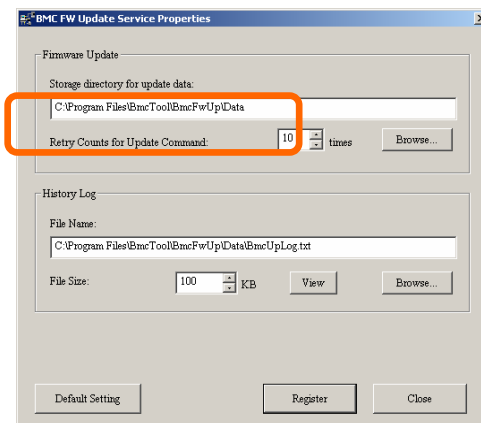 BMC FW Update Service Properties
Firmware Update
Storage directory for update data:
C:\Program Files\BmcTool\BmcFwUp\Data
Retry Counts for Update Command: 10 times Browse...
History Log
File Name:
C:\Program Files\BmcTool\BmcFwUp\Data\BmcUpLog.txt
File Size: 100 KB View Browse...
Default Setting Register Close